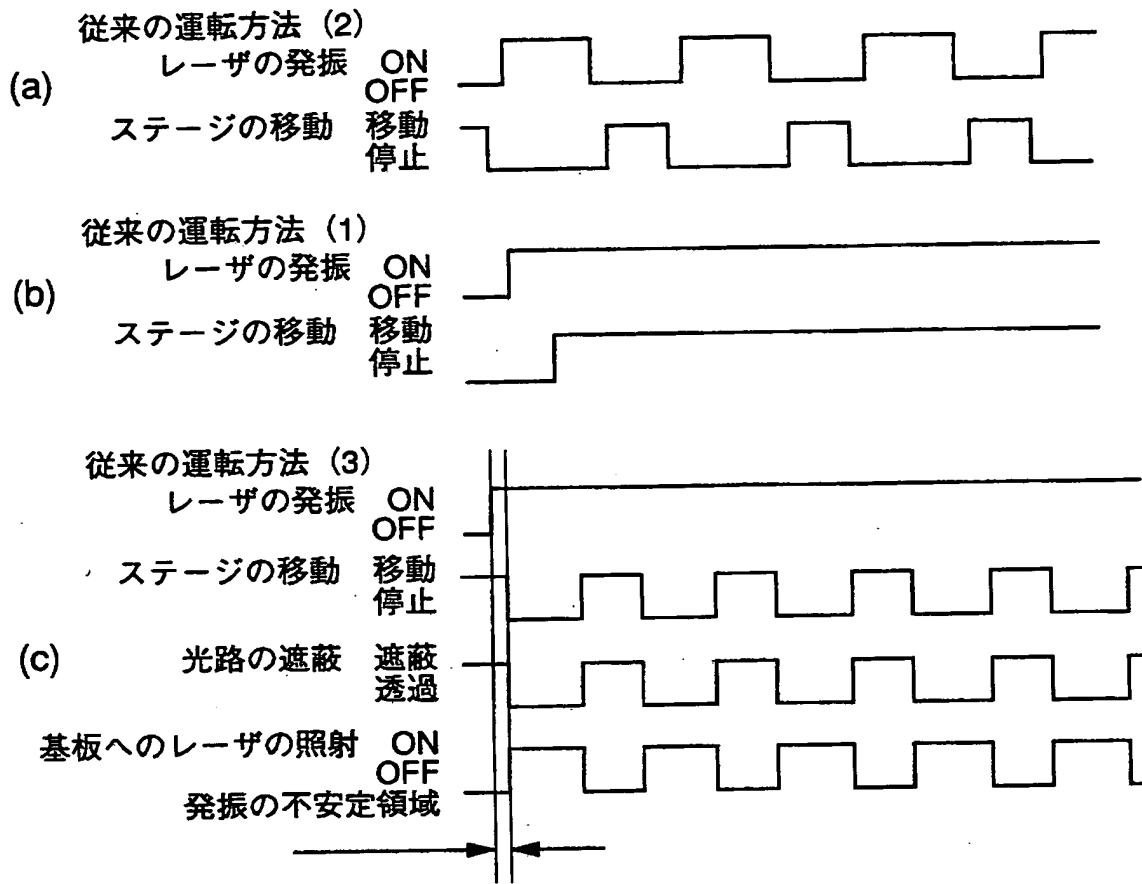 従来の運転方法（2）
(a)
レーザの発振 ON
OFF
ステージの移動 移動
停止
従来の運転方法（1）
(b)
レーザの発振 ON
OFF
ステージの移動 移動
停止
従来の運転方法（3）
レーザの発振 ON
OFF
ステージの移動 移動
停止
(c)
光路の遮蔽 遮蔽
透過
基板へのレーザの照射 ON
OFF
発振の不安定領域